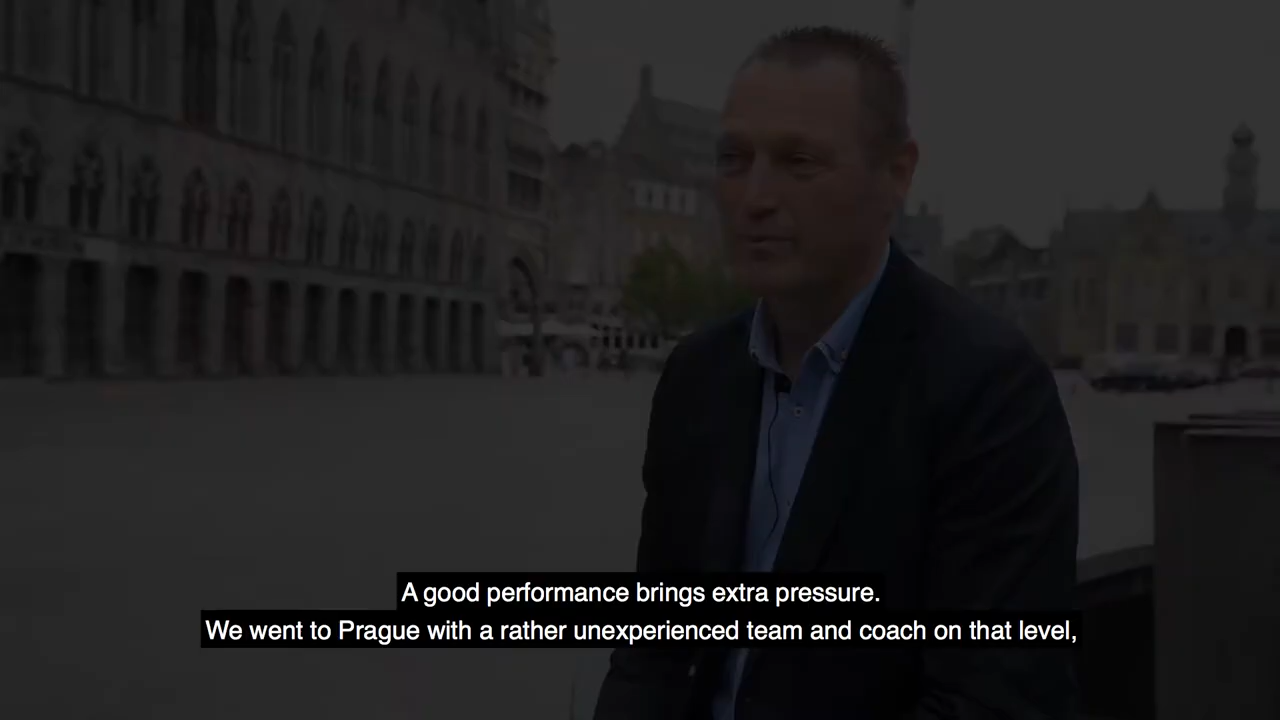 A good performance brings extra pressure.
We went to Prague with a rather unexperienced team and coach on that level,